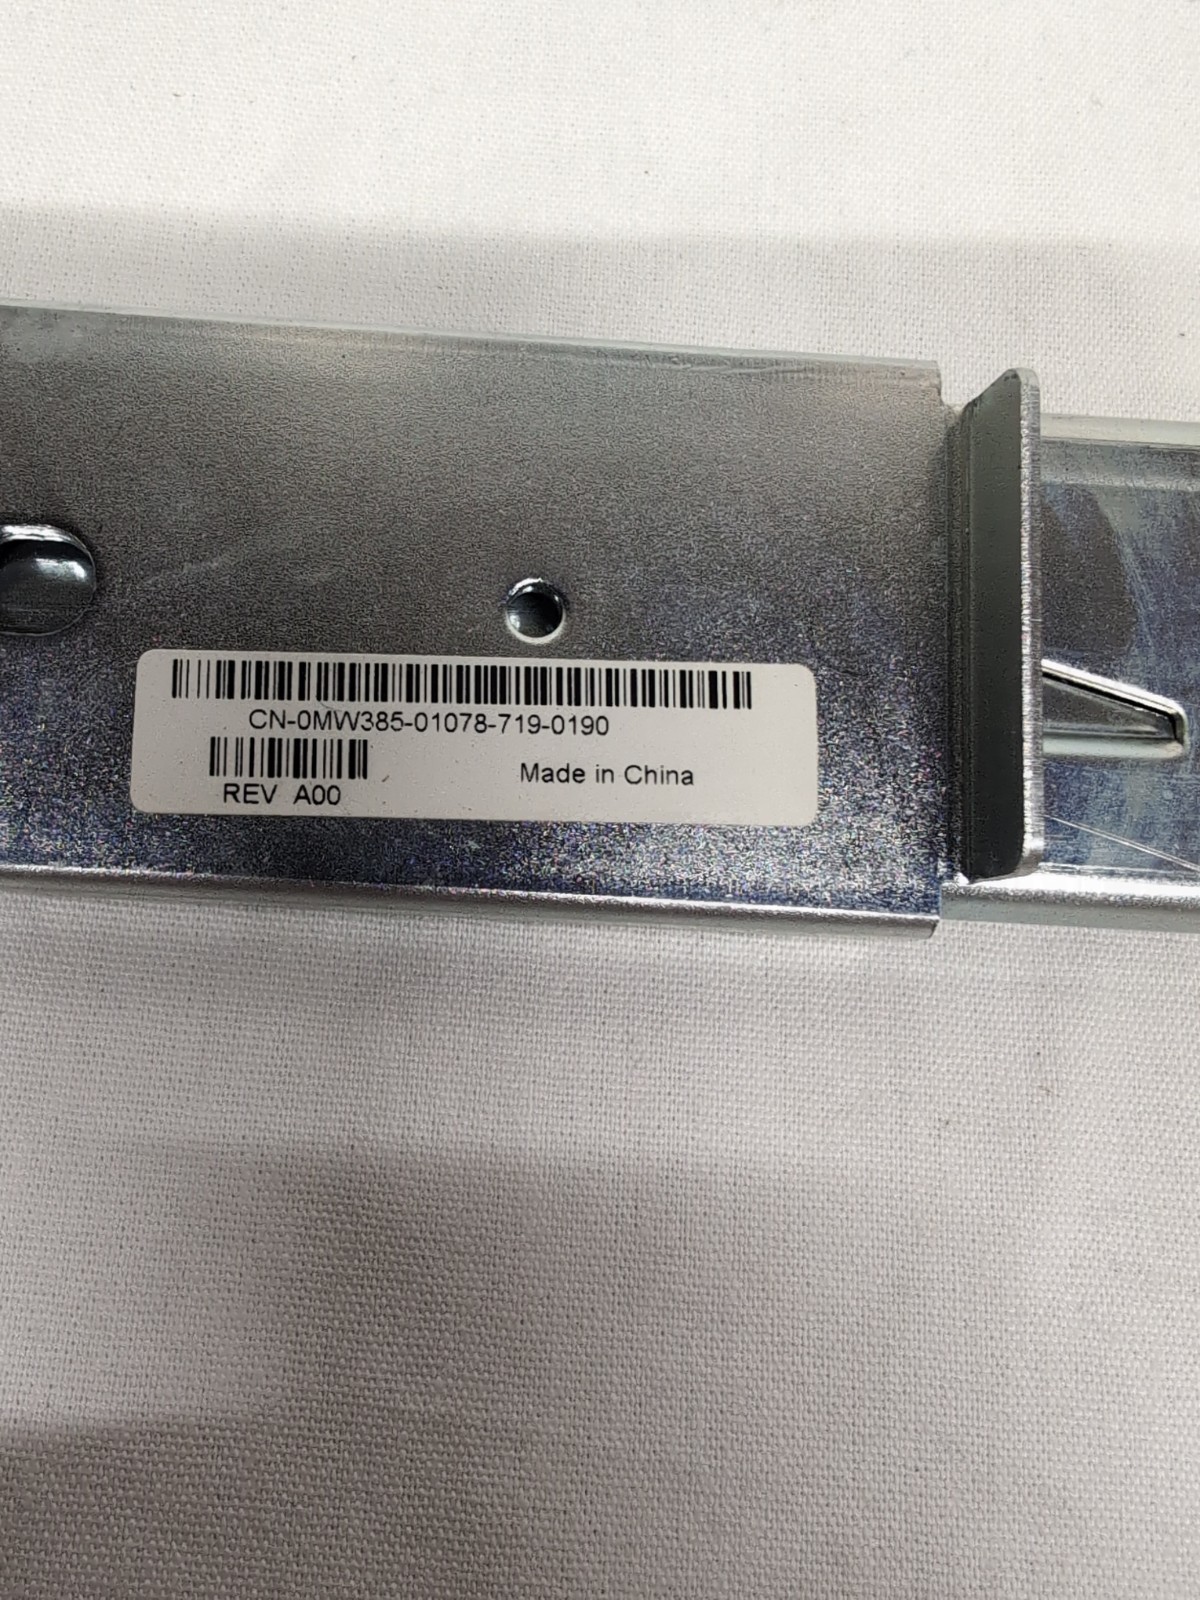 CN-0MW385-01078-719-0190
REV A00
Made in China